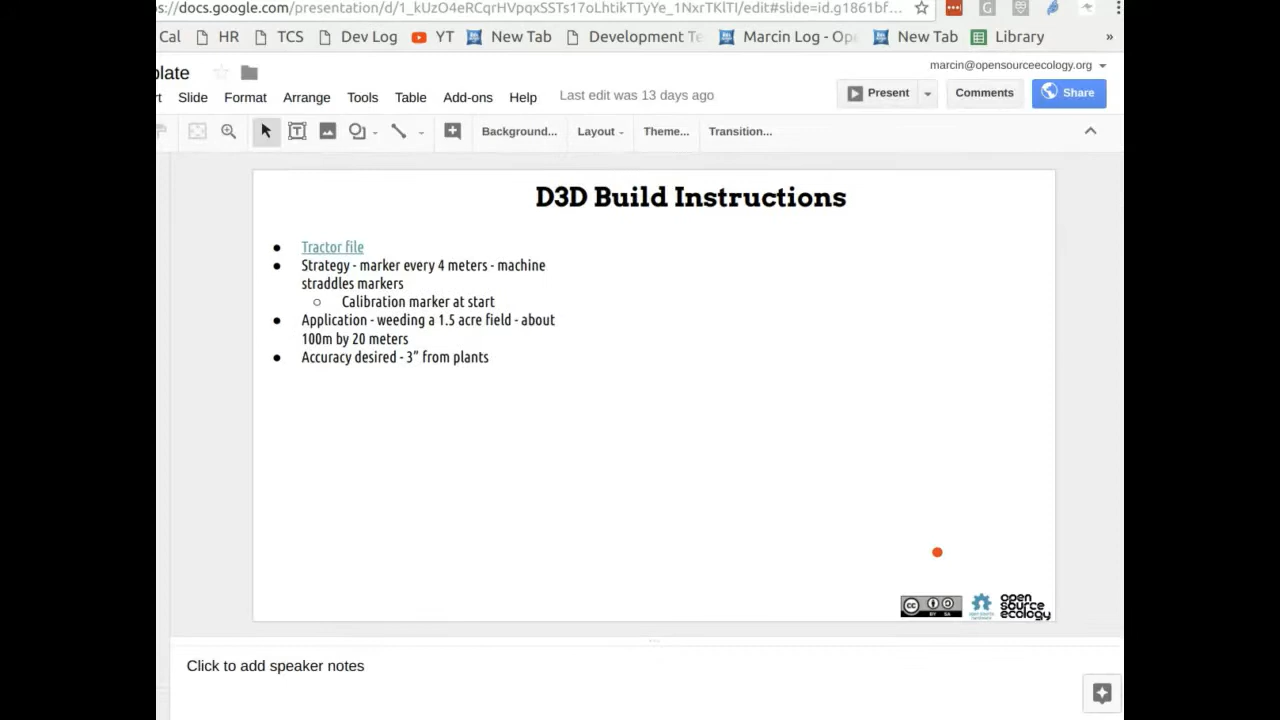 s://docs.google.com/presentation/d/1_kUzO4eRCqrHVpqxSSTs17oLhtikTTyYe_1NxrTKlTI/edit#slide=id.g1861bf...
Cal HR TCS Dev Log YT New Tab Development Te Marcin Log - Ope New Tab Library »
marcin@opensourceecology.org
plate
Present Comments Share
rt Slide Format Arrange Tools Table Add-ons Help Last edit was 13 days ago
Background... Layout Theme... Transition...
D3D Build Instructions
● Tractor file
● Strategy - marker every 4 meters - machine
straddles markers
○ Calibration marker at start
● Application - weeding a 1.5 acre field - about
100m by 20 meters
● Accuracy desired - 3” from plants
cc BY SA
open
source
ecology
Click to add speaker notes